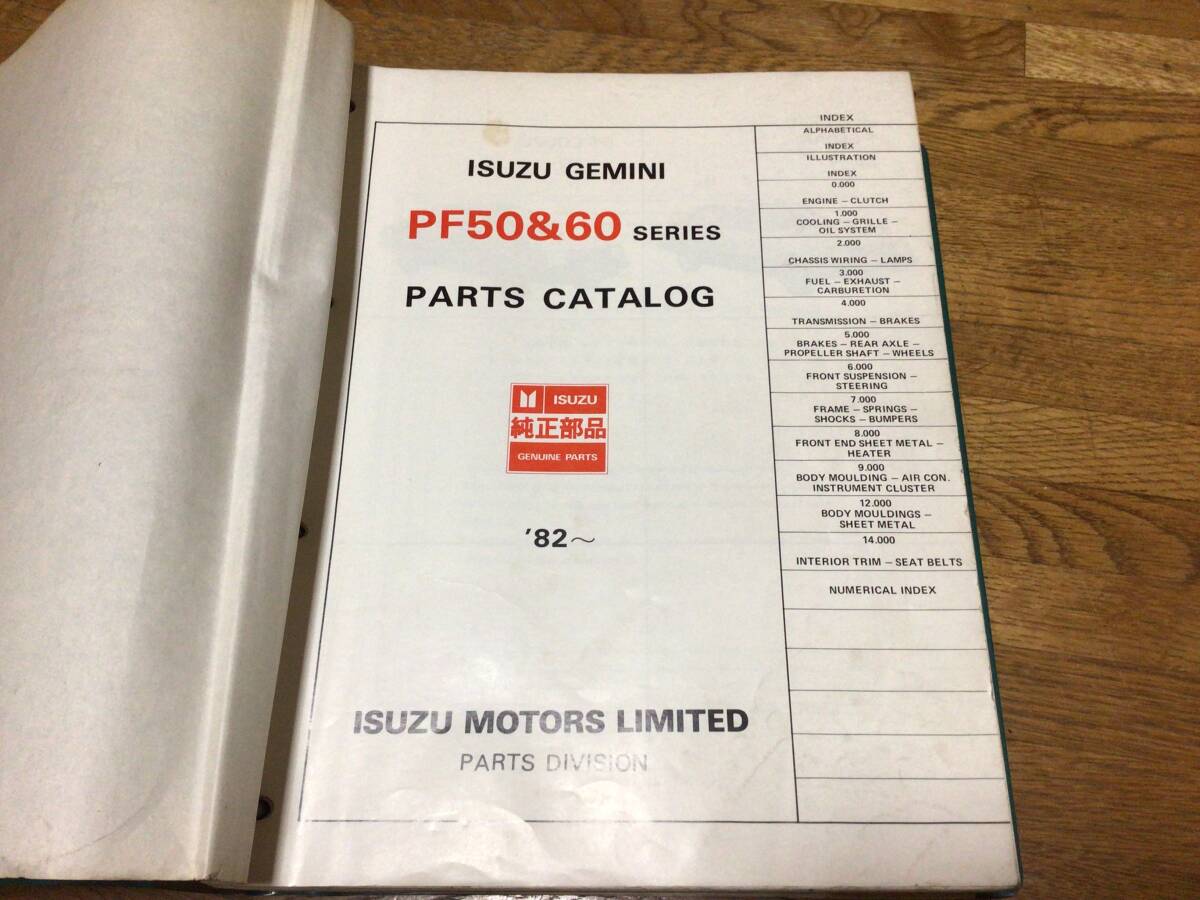 ISUZU GEMINI
PF50&60 SERIES
PARTS CATALOG
ISUZU
純正部品
GENUINE PARTS
'82～
ISUZU MOTORS LIMITED
PARTS DIVISION
INDEX
ALPHABETICAL
INDEX
ILLUSTRATION
INDEX
0.000
ENGINE – CLUTCH
1.000
COOLING – GRILLE –
OIL SYSTEM
2.000
CHASSIS WIRING – LAMPS
3.000
FUEL – EXHAUST –
CARBURETION
4.000
TRANSMISSION – BRAKES
5.000
BRAKES – REAR AXLE –
PROPELLER SHAFT – WHEELS
6.000
FRONT SUSPENSION –
STEERING
7.000
FRAME – SPRINGS –
SHOCKS – BUMPERS
8.000
FRONT END SHEET METAL –
HEATER
9.000
BODY MOULDING – AIR CON.
INSTRUMENT CLUSTER
12.000
BODY MOULDINGS –
SHEET METAL
14.000
INTERIOR TRIM – SEAT BELTS
NUMERICAL INDEX